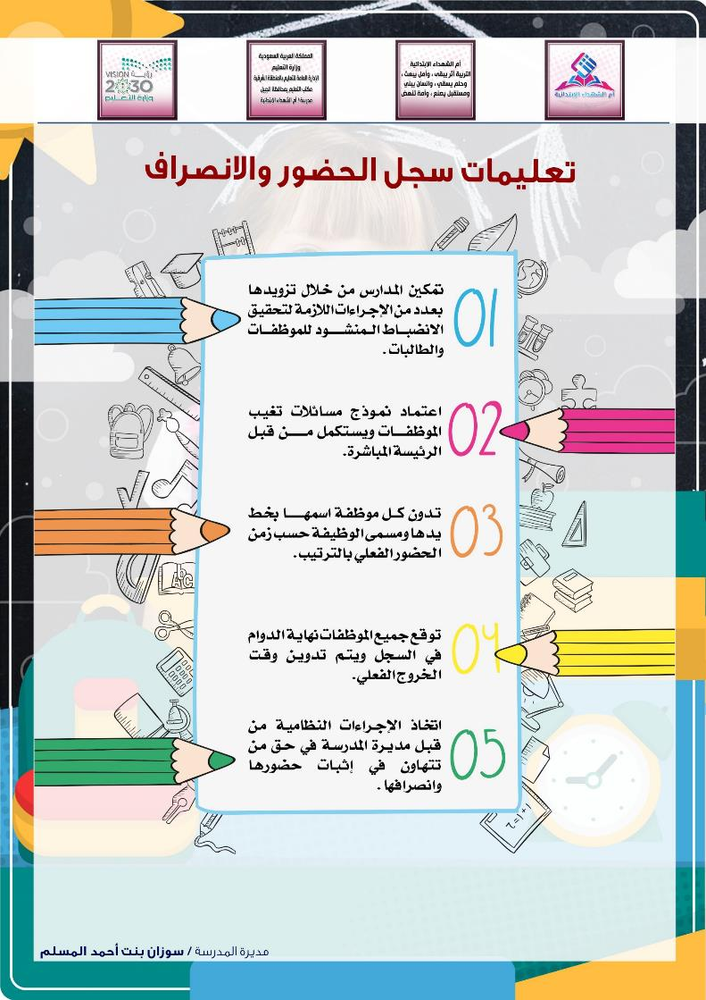 أم الشهداء الابتدائية
أم الشهداء الابتدائية
التربية أثر يبقى ، وأمل يبعث ،
وحلم يسقي ، وانسان يبني
ومستقبل يصنع ، وأمة تنهض
المملكة العربية السعودية
وزارة التعليم
الإدارة العامة للتعليم بالمنطقة الشرقية
مكتب التعليم بمحافظة الجبيل
مدرسة / أم الشهداء الابتدائية
VISION رؤية
2030
وزارة التعليم
تعليمات سجل الحضور والانصراف
01
تمكين المدارس من خلال تزويدها
بعدد من الإجراءات اللازمة لتحقيق
الانضباط المنشود للموظفات
والطالبات .
02
اعتماد نموذج مسائلات تغيب
الموظفات ويستكمل من قبل
الرئيسة المباشرة.
03
تدون كل موظفة اسمها بخط
يدها ومسمى الوظيفة حسب زمن
الحضور الفعلي بالترتيب.
04
توقع جميع الموظفات نهاية الدوام
في السجل ويتم تدوين وقت
الخروج الفعلي.
05
اتخاذ الإجراءات النظامية من
قبل مديرة المدرسة في حق من
تتهاون في إثبات حضورها
وانصرافها .
مديرة المدرسة / سوزان بنت أحمد المسلم